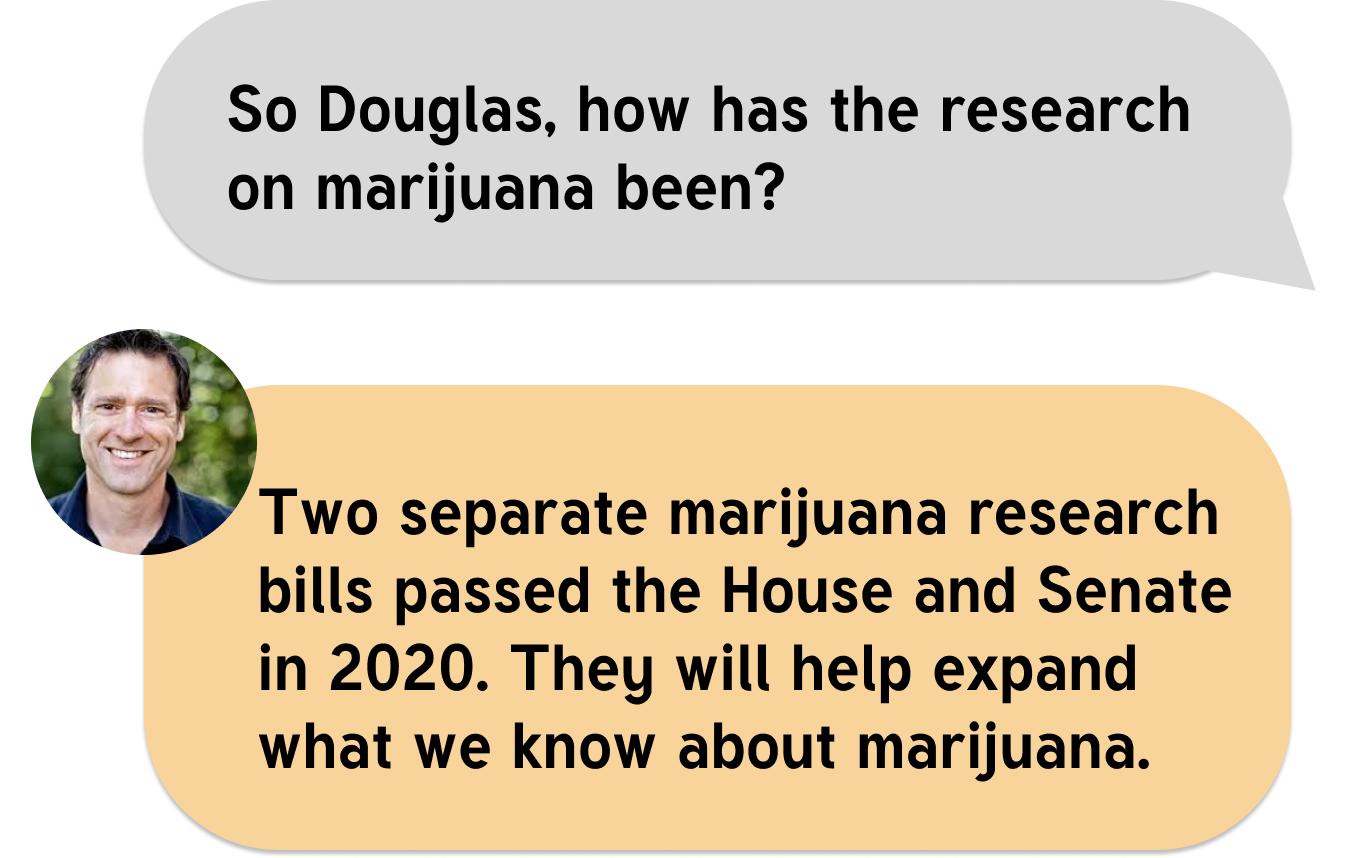 So Douglas, how has the research
on marijuana been?
Two separate marijuana research
bills passed the House and Senate
in 2020. They will help expand
what we know about marijuana.